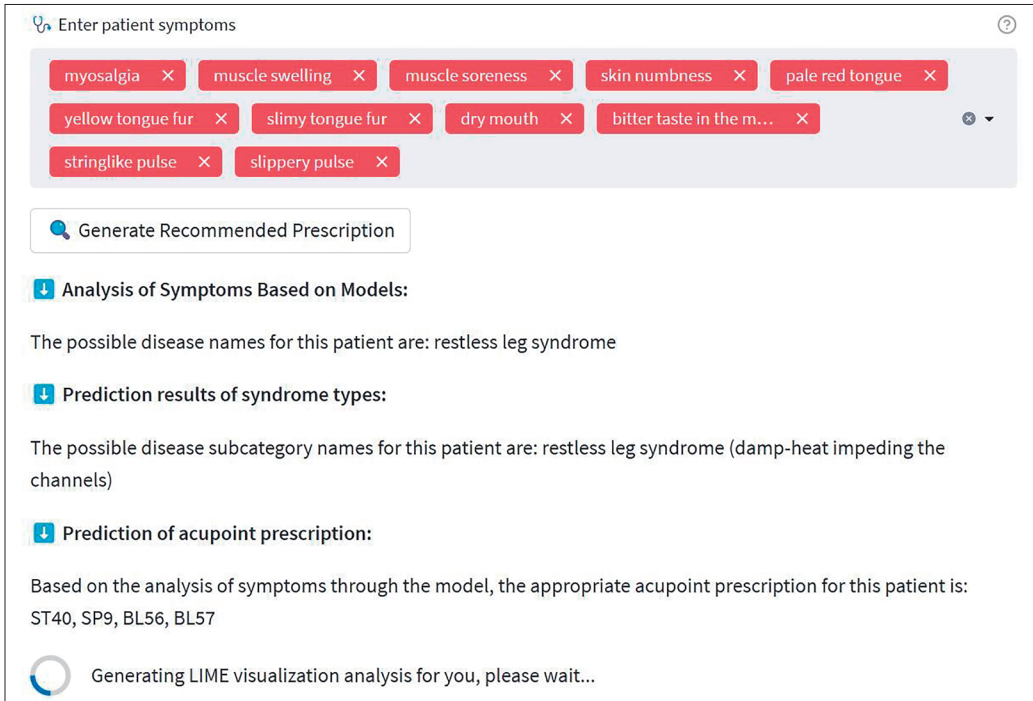 Enter patient symptoms
myosalgia × muscle swelling × muscle soreness × skin numbness × pale red tongue ×
yellow tongue fur × slimy tongue fur × dry mouth × bitter taste in the m... ×
stringlike pulse × slippery pulse ×
Generate Recommended Prescription
Analysis of Symptoms Based on Models:
The possible disease names for this patient are: restless leg syndrome
Prediction results of syndrome types:
The possible disease subcategory names for this patient are: restless leg syndrome (damp-heat impeding the
channels)
Prediction of acupoint prescription:
Based on the analysis of symptoms through the model, the appropriate acupoint prescription for this patient is:
ST40, SP9, BL56, BL57
Generating LIME visualization analysis for you, please wait...